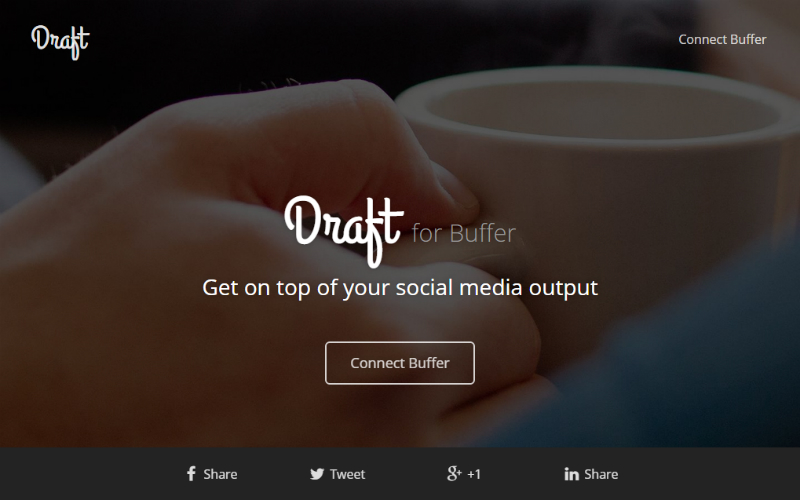 Draft
Connect Buffer
Draft for Buffer
Get on top of your social media output
Connect Buffer
Share
Tweet
+1
Share